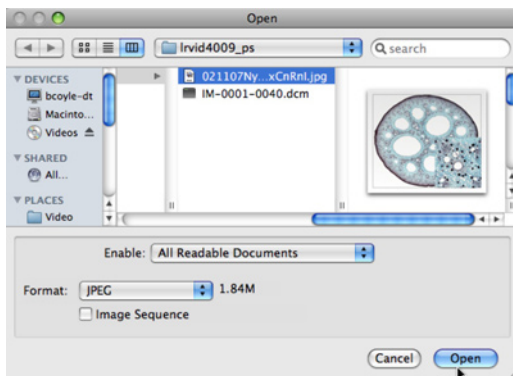 Open
lrvid4009_ps
search
DEVICES
bcoyle-dt
Macinto...
Videos
SHARED
All...
PLACES
Video
021107Ny...xCnRnl.jpg
IM-0001-0040.dcm
Enable: All Readable Documents
Format: JPEG 1.84M
Image Sequence
Cancel Open